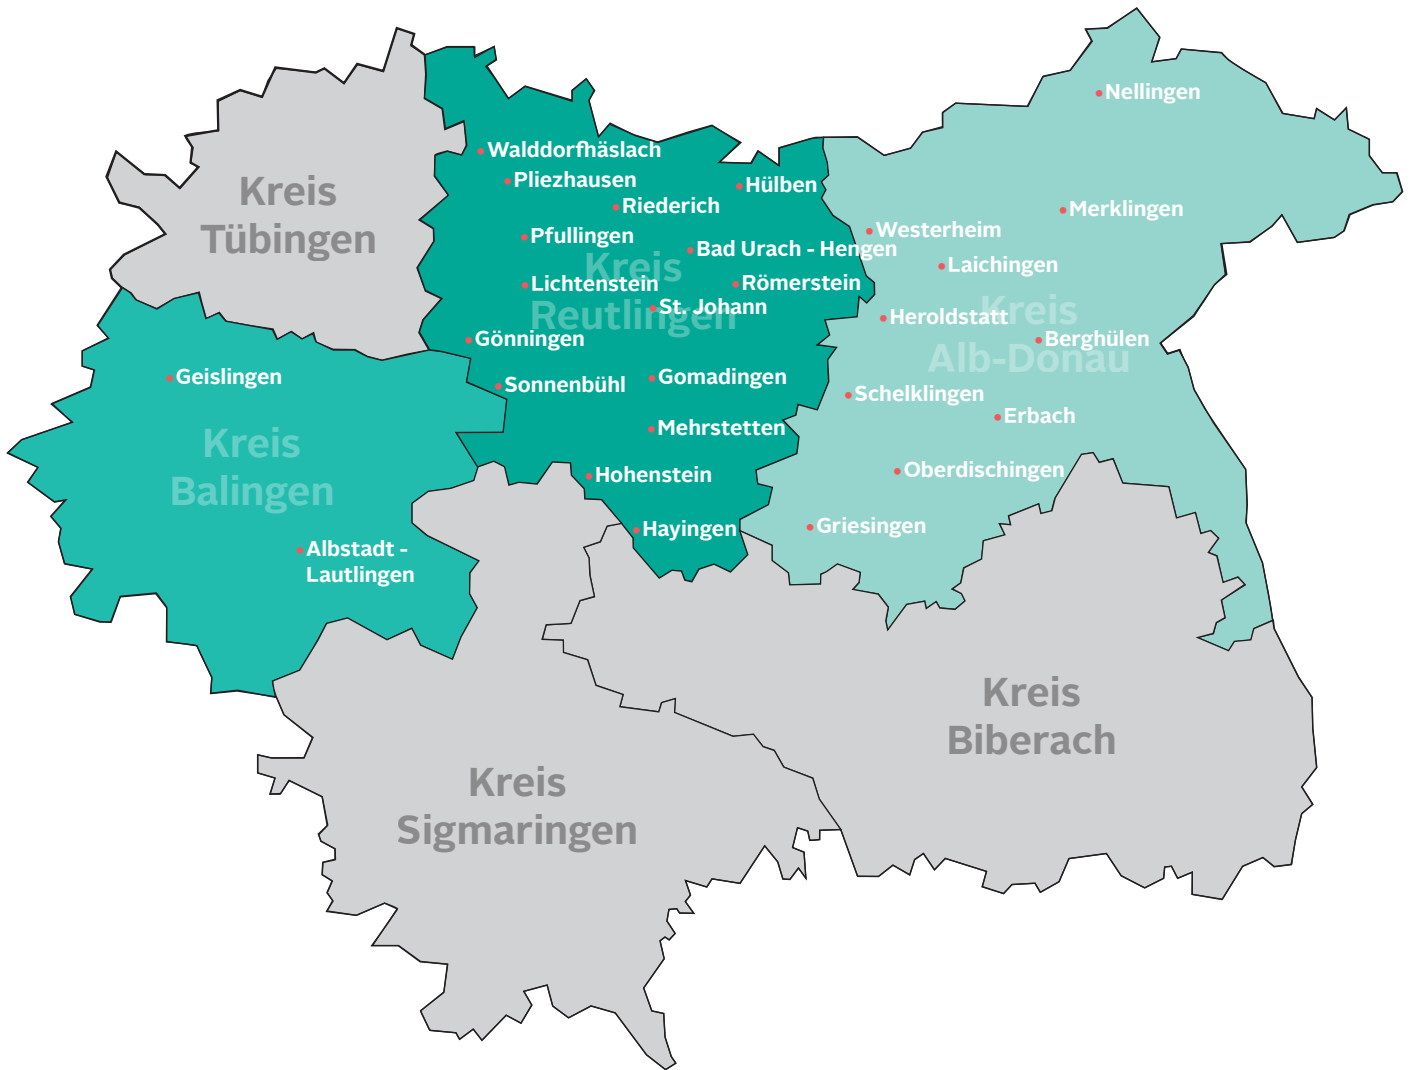 Nellingen
Walddorfhäslach
Pliezhausen
Hülben
Kreis
Tübingen
Riederich
Merklingen
Pfullingen
Westerheim
Bad Urach - Hengen
Laichingen
Kreis
Reutlingen
Lichtenstein
Römerstein
St. Johann
Kreis
Alb-Donau
Heroldstatt
Gönningen
Berghülen
Geislingen
Sonnenbühl
Gomadingen
Schelklingen
Erbach
Mehrstetten
Kreis
Balingen
Hohenstein
Oberdischingen
Hayingen
Griesingen
Albstadt -
Lautlingen
Kreis
Biberach
Kreis
Sigmaringen